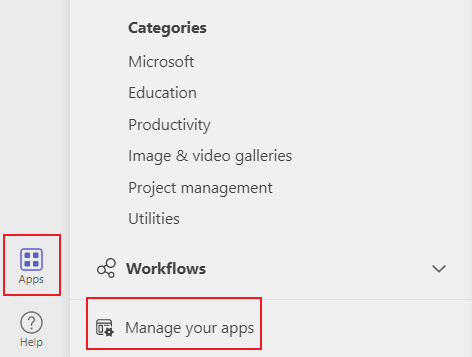 Categories
Microsoft
Education
Productivity
Image & video galleries
Project management
Utilities
Workflows
Apps
Manage your apps
Help